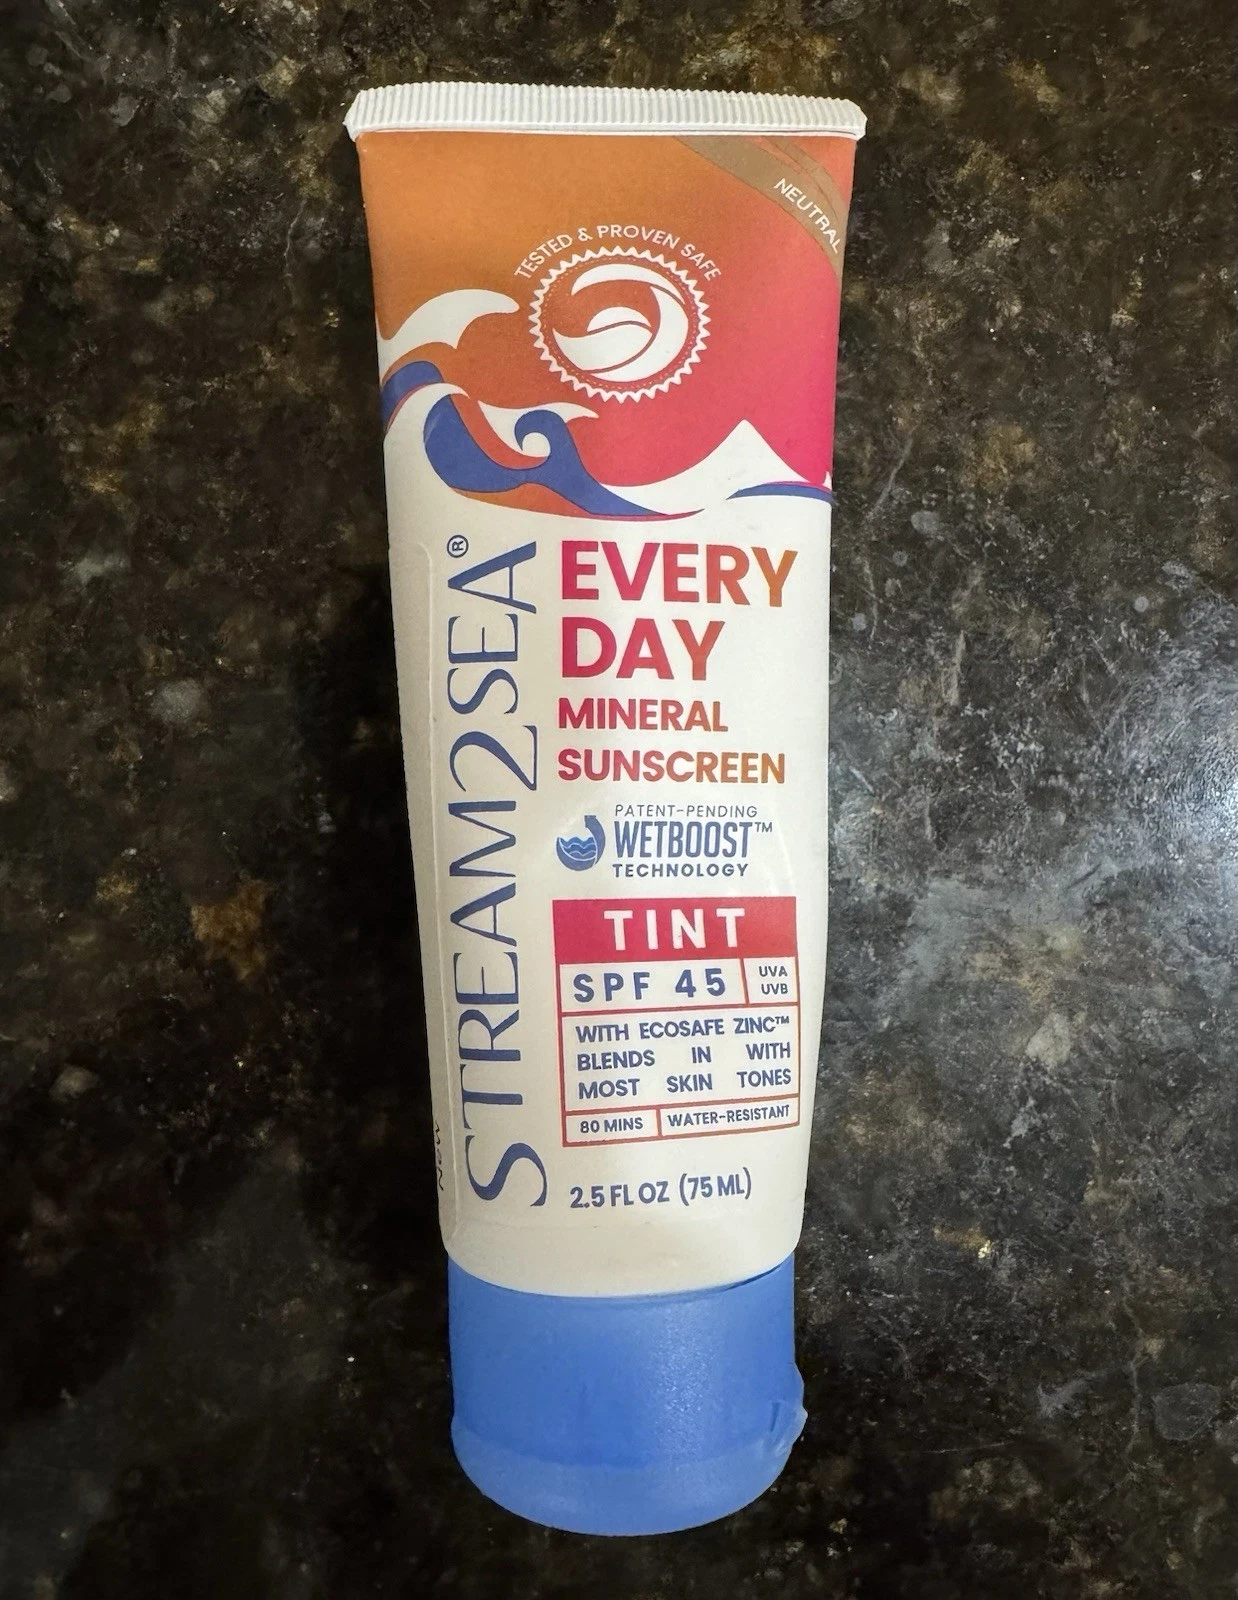 NEUTRAL
TESTED & PROVEN SAFE
STREAM2SEA®
EVERY
DAY
MINERAL
SUNSCREEN
PATENT-PENDING
WETBOOST™
TECHNOLOGY
TINT
SPF 45
UVA
UVB
WITH ECOSAFE ZINC™
BLENDS IN WITH
MOST SKIN TONES
80 MINS
WATER-RESISTANT
2.5 FL OZ (75 ML)